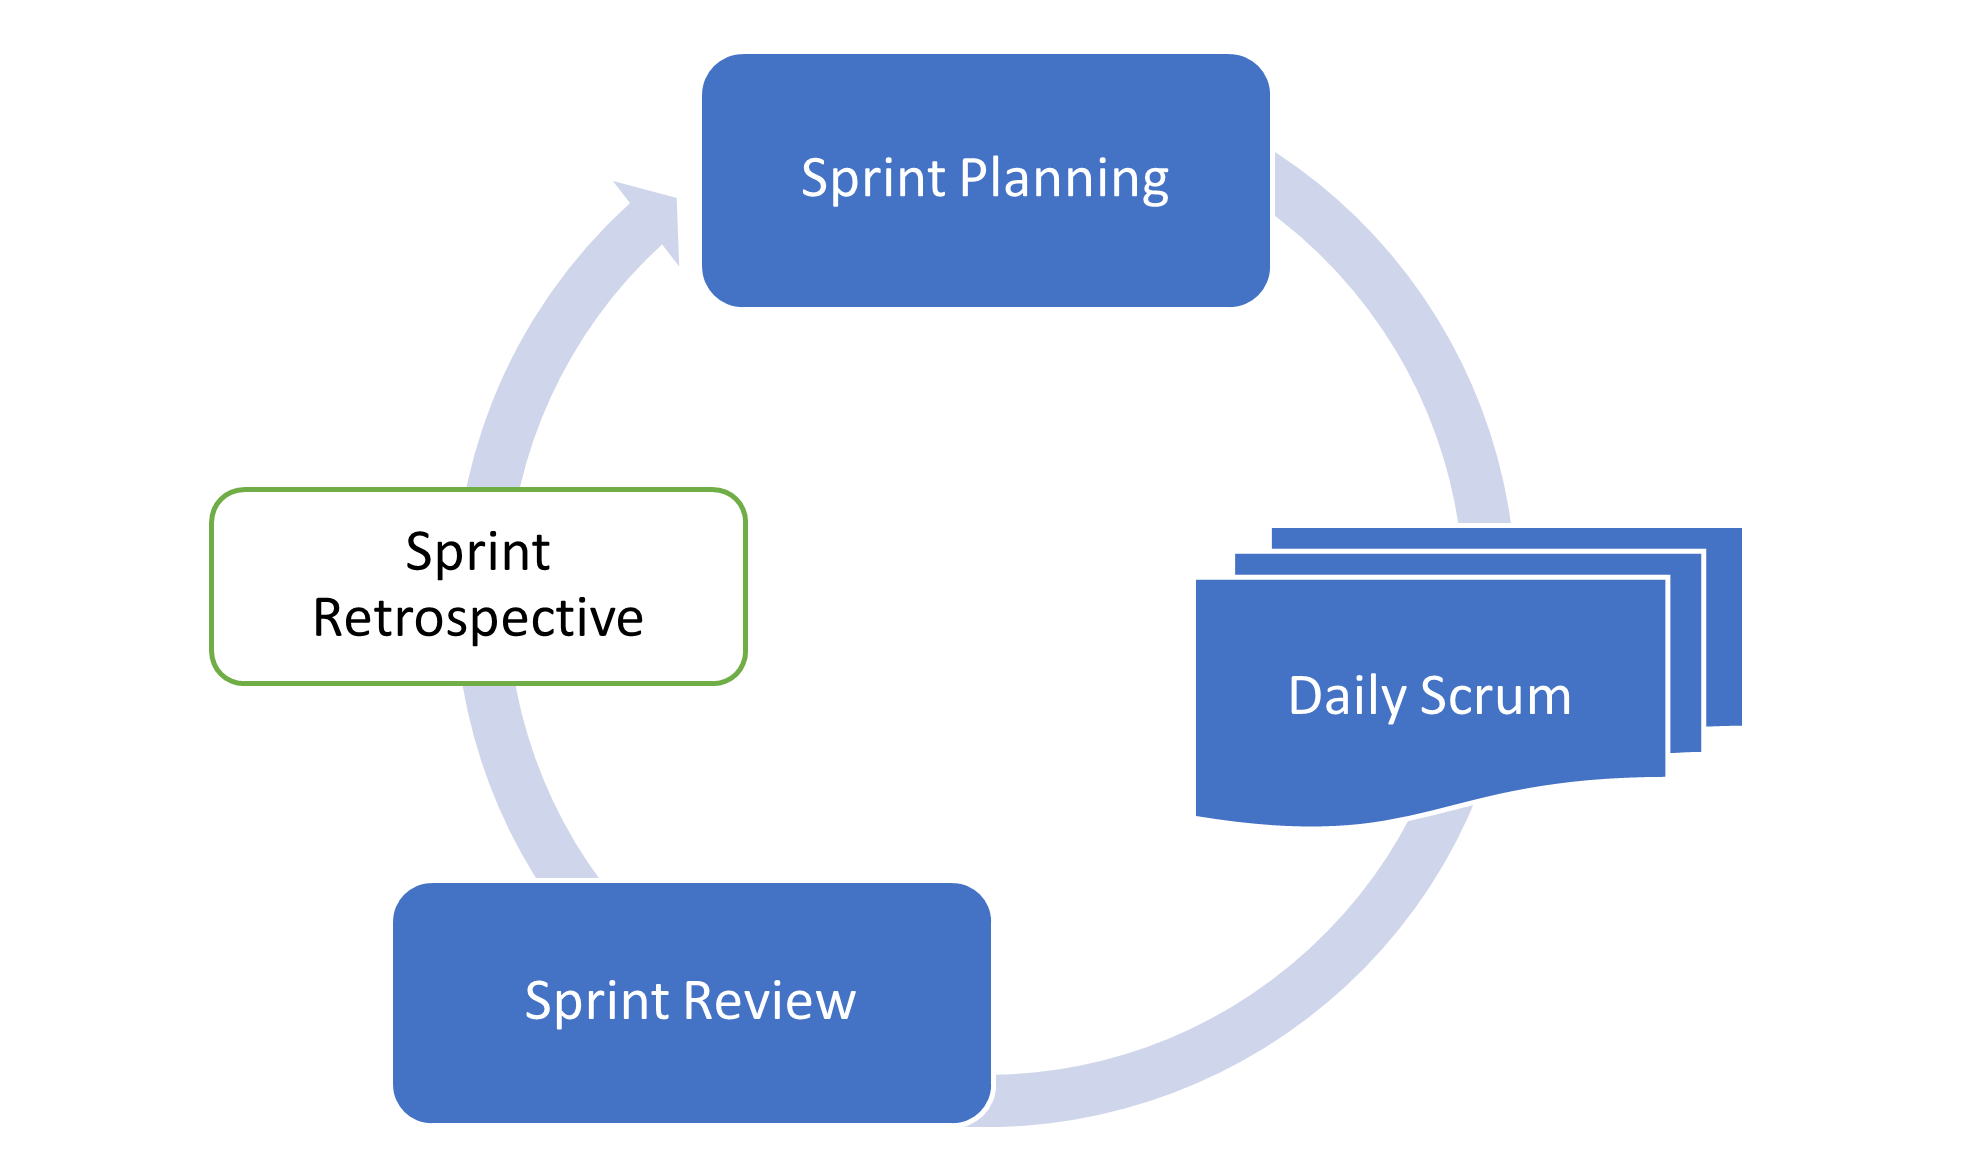 Sprint Planning
Daily Scrum
Sprint Review
Sprint
Retrospective